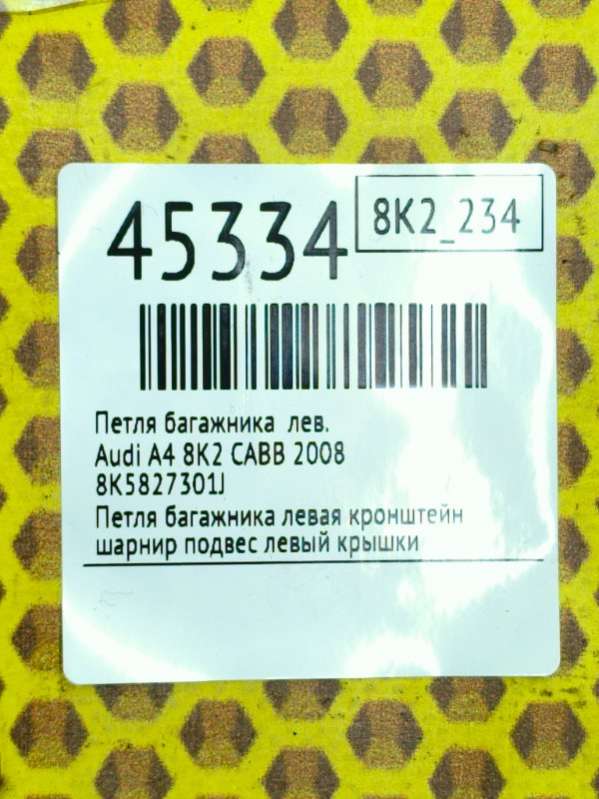 45334
8K2_234
Петля багажника лев.
Audi A4 8K2 CABB 2008
8K5827301J
Петля багажника левая кронштейн
шарнир подвес левый крышки